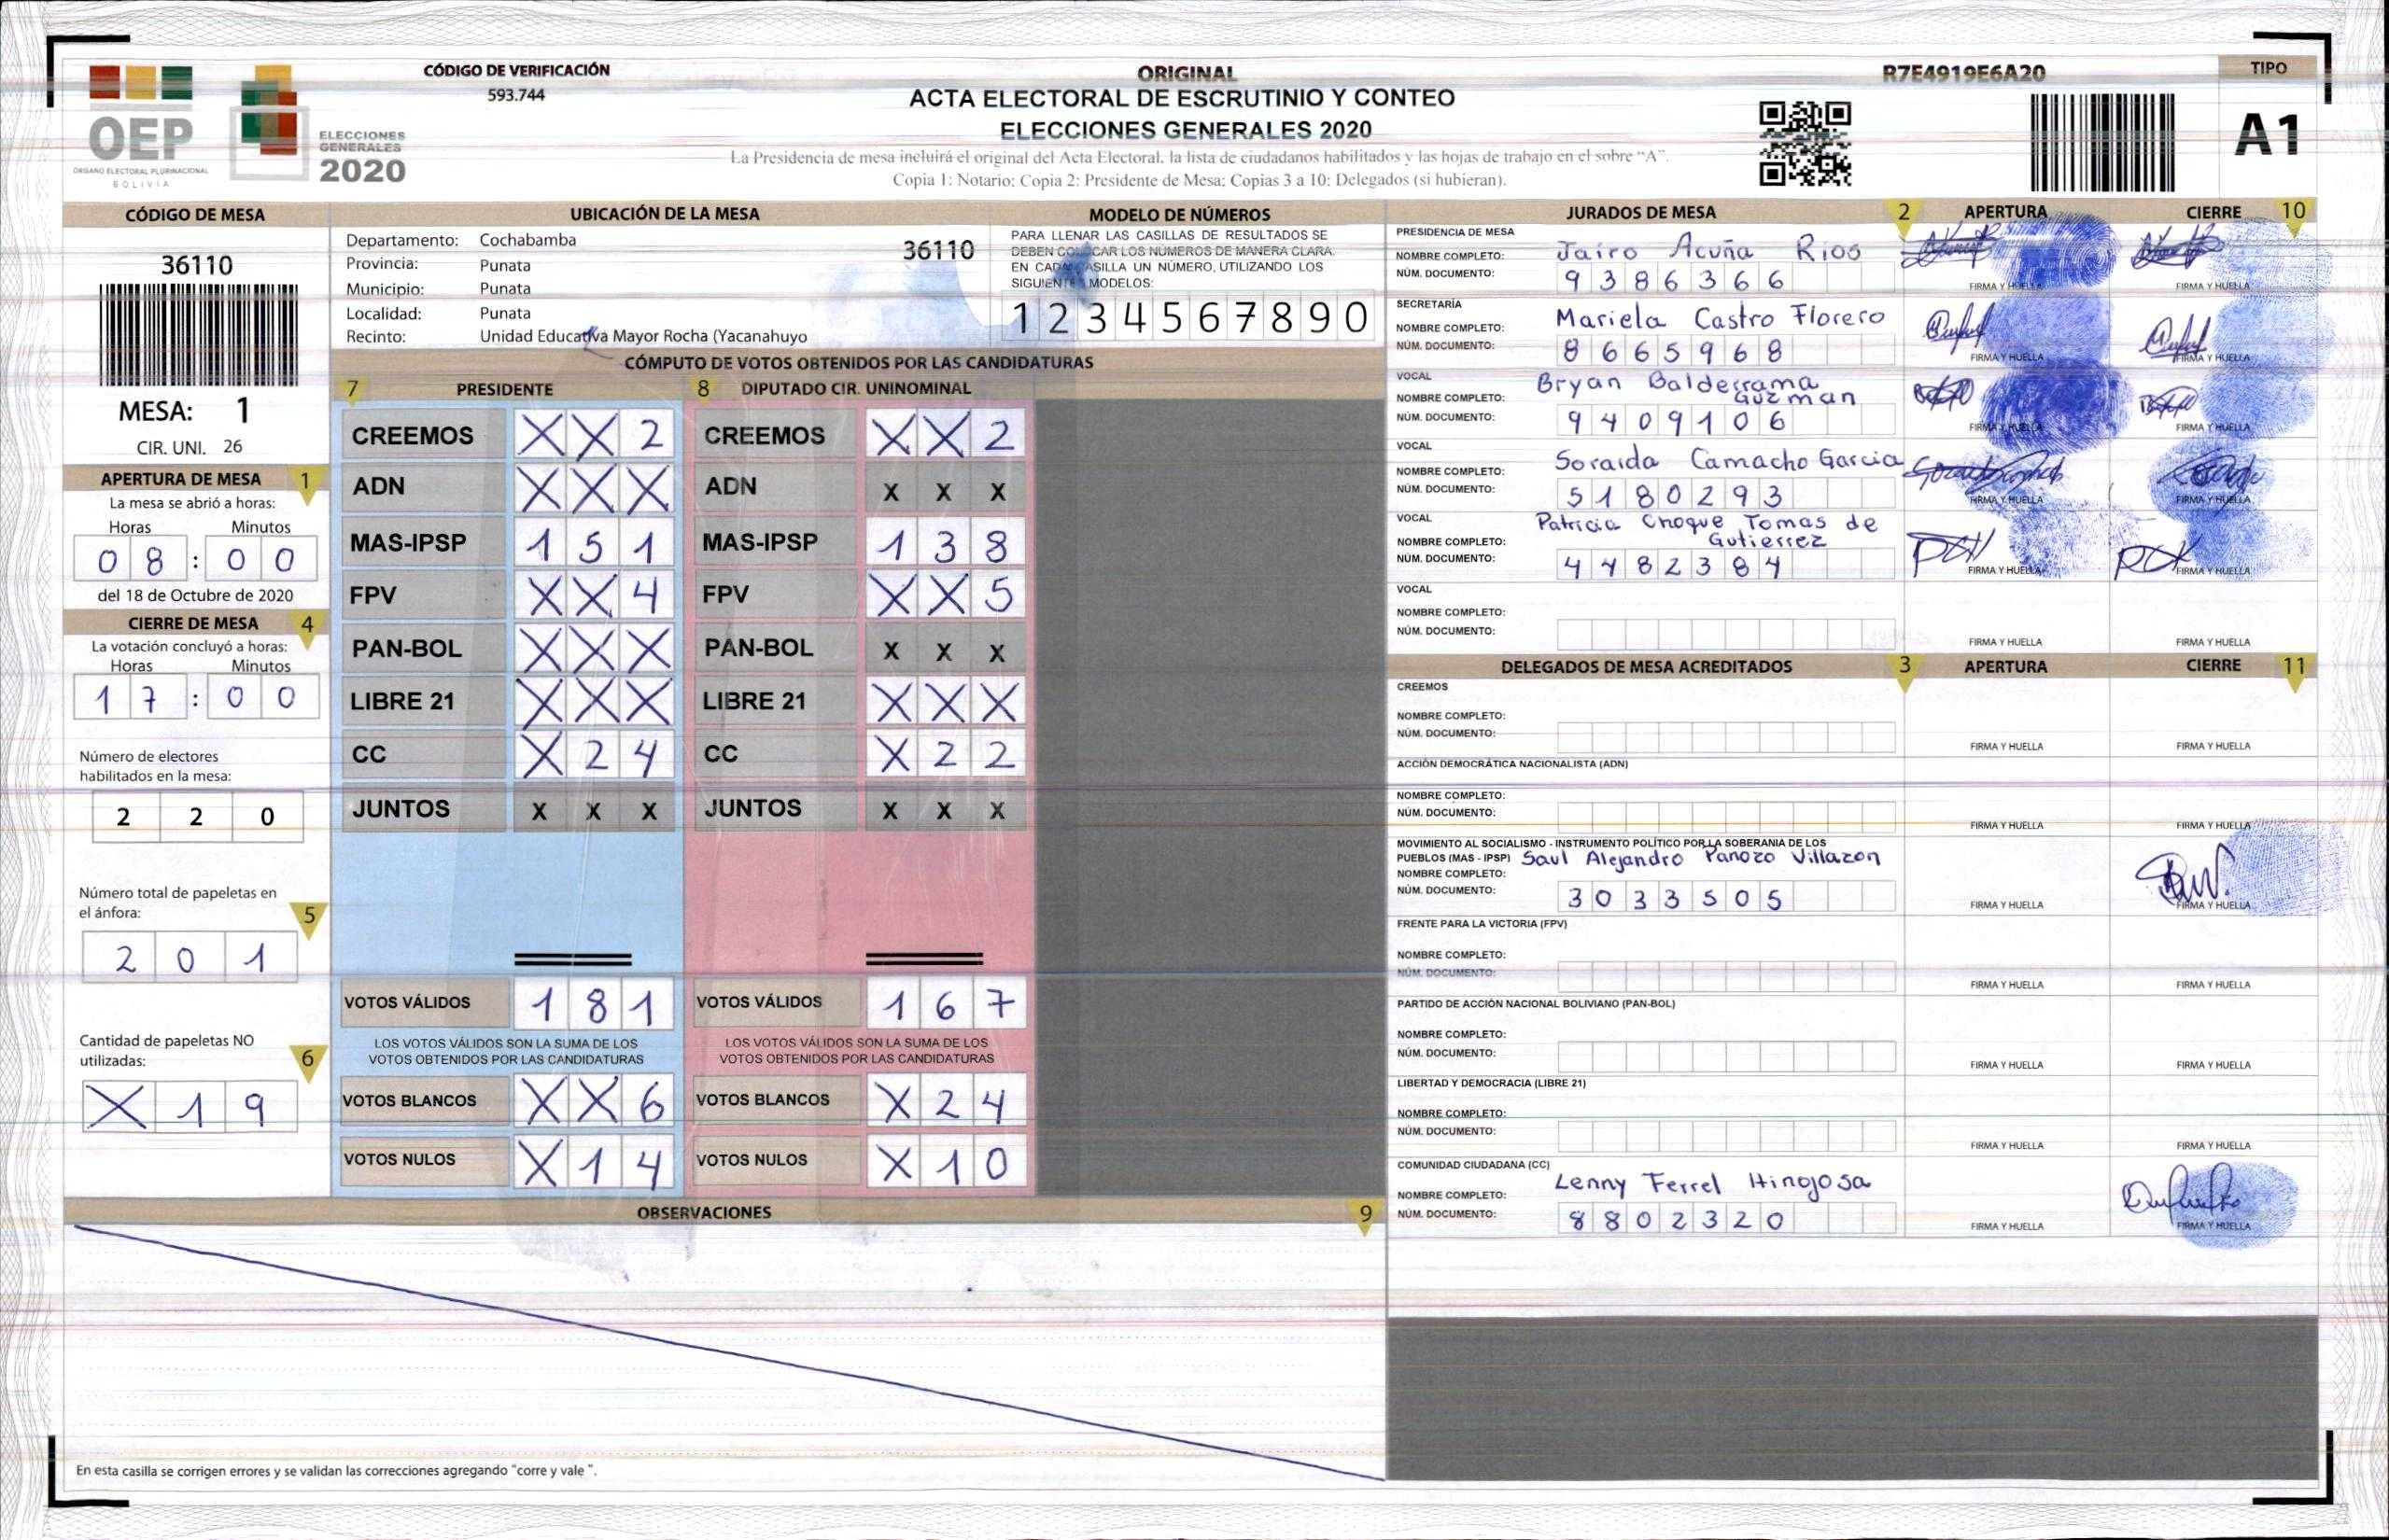 OEP
ÓRGANO ELECTORAL PLURINACIONAL
BOLIVIA
ELECCIONES
GENERALES
2020
CÓDIGO DE VERIFICACIÓN
593.744
ORIGINAL
ACTA ELECTORAL DE ESCRUTINIO Y CONTEO
ELECCIONES GENERALES 2020
La Presidencia de mesa incluirá el original del Acta Electoral, la lista de ciudadanos habilitados y las hojas de trabajo en el sobre "A".
Copia 1: Notario; Copia 2: Presidente de Mesa; Copias 3 a 10: Delegados (si hubieran).
R7E4919E6A20
TIPO
A1
CÓDIGO DE MESA
36110
MESA: 1
CIR. UNI. 26
APERTURA DE MESA 1
La mesa se abrió a horas:
Horas Minutos
0 8 : 0 0
del 18 de Octubre de 2020
CIERRE DE MESA 4
La votación concluyó a horas:
Horas Minutos
1 7 : 0 0
Número de electores
habilitados en la mesa:
2 2 0
Número total de papeletas en
el ánfora: 5
2 0 1
Cantidad de papeletas NO
utilizadas: 6
X 1 9
UBICACIÓN DE LA MESA
Departamento: Cochabamba 36110
Provincia: Punata
Municipio: Punata
Localidad: Punata
Recinto: Unidad Educativa Mayor Rocha (Yacanahuyo
MODELO DE NÚMEROS
PARA LLENAR LAS CASILLAS DE RESULTADOS SE
DEBEN COLOCAR LOS NÚMEROS DE MANERA CLARA.
EN CADA CASILLA UN NÚMERO, UTILIZANDO LOS
SIGUIENTES MODELOS:
1 2 3 4 5 6 7 8 9 0
CÓMPUTO DE VOTOS OBTENIDOS POR LAS CANDIDATURAS
7 PRESIDENTE 8 DIPUTADO CIR. UNINOMINAL
CREEMOS X X 2 CREEMOS X X 2
ADN X X X ADN X X X
MAS-IPSP 1 5 1 MAS-IPSP 1 3 8
FPV X X 4 FPV X X 5
PAN-BOL X X X PAN-BOL X X X
LIBRE 21 X X X LIBRE 21 X X X
CC X 2 4 CC X 2 2
JUNTOS X X X JUNTOS X X X
VOTOS VÁLIDOS 1 8 1 VOTOS VÁLIDOS 1 6 7
LOS VOTOS VÁLIDOS SON LA SUMA DE LOS LOS VOTOS VÁLIDOS SON LA SUMA DE LOS
VOTOS OBTENIDOS POR LAS CANDIDATURAS VOTOS OBTENIDOS POR LAS CANDIDATURAS
VOTOS BLANCOS X X 6 VOTOS BLANCOS X 2 4
VOTOS NULOS X 1 4 VOTOS NULOS X 1 0
OBSERVACIONES 9
En esta casilla se corrigen errores y se validan las correcciones agregando "corre y vale ".
JURADOS DE MESA 2 APERTURA CIERRE 10
PRESIDENCIA DE MESA
NOMBRE COMPLETO: Jairo Acuña Rios
NÚM. DOCUMENTO: 9 3 8 6 3 6 6 FIRMA Y HUELLA FIRMA Y HUELLA
SECRETARÍA
NOMBRE COMPLETO: Mariela Castro Florero
NÚM. DOCUMENTO: 8 6 6 5 9 6 8 FIRMA Y HUELLA FIRMA Y HUELLA
VOCAL
NOMBRE COMPLETO: Bryan Balderrama Guzman
NÚM. DOCUMENTO: 9 4 0 9 1 0 6 FIRMA Y HUELLA FIRMA Y HUELLA
VOCAL
NOMBRE COMPLETO: Soraida Camacho Garcia
NÚM. DOCUMENTO: 5 1 8 0 2 9 3 FIRMA Y HUELLA FIRMA Y HUELLA
VOCAL
NOMBRE COMPLETO: Patricia Choque Tomas de Gutierrez
NÚM. DOCUMENTO: 4 4 8 2 3 8 4 FIRMA Y HUELLA FIRMA Y HUELLA
VOCAL
NOMBRE COMPLETO:
NÚM. DOCUMENTO: FIRMA Y HUELLA FIRMA Y HUELLA
DELEGADOS DE MESA ACREDITADOS 3 APERTURA CIERRE 11
CREEMOS
NOMBRE COMPLETO:
NÚM. DOCUMENTO: FIRMA Y HUELLA FIRMA Y HUELLA
ACCIÓN DEMOCRÁTICA NACIONALISTA (ADN)
NOMBRE COMPLETO:
NÚM. DOCUMENTO: FIRMA Y HUELLA FIRMA Y HUELLA
MOVIMIENTO AL SOCIALISMO - INSTRUMENTO POLÍTICO POR LA SOBERANIA DE LOS
PUEBLOS (MAS - IPSP) Saul Alejandro Panozo Villazon
NOMBRE COMPLETO:
NÚM. DOCUMENTO: 3 0 3 3 5 0 5 FIRMA Y HUELLA FIRMA Y HUELLA
FRENTE PARA LA VICTORIA (FPV)
NOMBRE COMPLETO:
NÚM. DOCUMENTO: FIRMA Y HUELLA FIRMA Y HUELLA
PARTIDO DE ACCIÓN NACIONAL BOLIVIANO (PAN-BOL)
NOMBRE COMPLETO:
NÚM. DOCUMENTO: FIRMA Y HUELLA FIRMA Y HUELLA
LIBERTAD Y DEMOCRACIA (LIBRE 21)
NOMBRE COMPLETO:
NÚM. DOCUMENTO: FIRMA Y HUELLA FIRMA Y HUELLA
COMUNIDAD CIUDADANA (CC)
NOMBRE COMPLETO: Lenny Ferrel Hinojosa
NÚM. DOCUMENTO: 8 8 0 2 3 2 0 FIRMA Y HUELLA FIRMA Y HUELLA